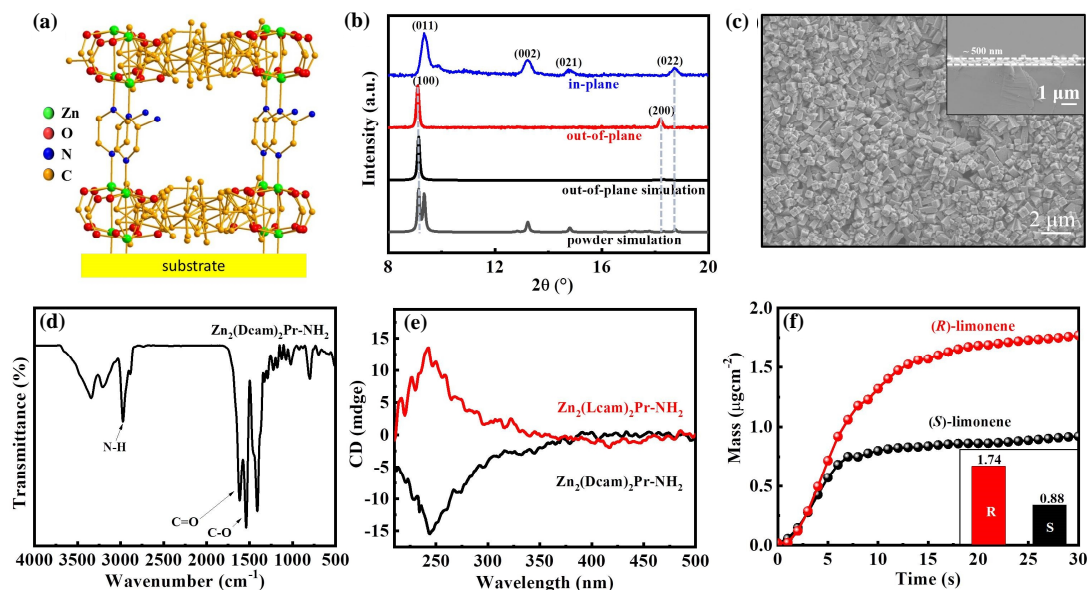 (a)
Zn
O
N
C
substrate
(b)
Intensity (a.u.)
(011)
(002)
(021)
(022)
in-plane
(100)
(200)
out-of-plane
out-of-plane simulation
powder simulation
8 12 16 20
2θ (°)
(c)
~ 500 nm
1 μm
2 μm
(d)
Zn₂(Dcam)₂Pr-NH₂
Transmittance (%)
N-H
C=O
C-O
4000 3500 3000 2500 2000 1500 1000 500
Wavenumber (cm⁻¹)
(e)
CD (mdge)
15
10
5
0
-5
-10
-15
Zn₂(Lcam)₂Pr-NH₂
Zn₂(Dcam)₂Pr-NH₂
250 300 350 400 450 500
Wavelength (nm)
(f)
Mass (μgcm⁻²)
2.0
1.5
1.0
0.5
0.0
(R)-limonene
(S)-limonene
1.74
R
0.88
S
0 5 10 15 20 25 30
Time (s)